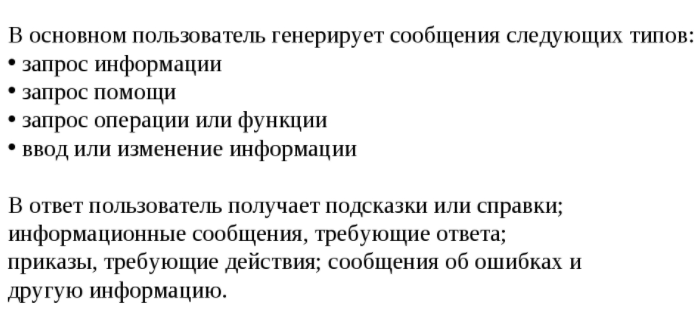 В основном пользователь генерирует сообщения следующих типов:
• запрос информации
• запрос помощи
• запрос операции или функции
• ввод или изменение информации
В ответ пользователь получает подсказки или справки;
информационные сообщения, требующие ответа;
приказы, требующие действия; сообщения об ошибках и
другую информацию.